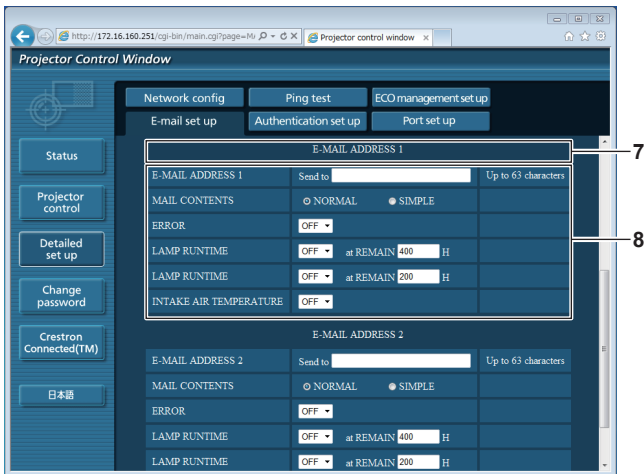 http://172.16.160.251/cgi-bin/main.cgi?page=M
Projector control window
Projector Control Window
Network config Ping test ECO management set up
E-mail set up Authentication set up Port set up
Status
Projector control
Detailed set up
Change password
Crestron Connected(TM)
日本語
E-MAIL ADDRESS 1 7
E-MAIL ADDRESS 1 Send to Up to 63 characters
MAIL CONTENTS NORMAL SIMPLE
ERROR OFF
8
LAMP RUNTIME OFF at REMAIN 400 H
LAMP RUNTIME OFF at REMAIN 200 H
INTAKE AIR TEMPERATURE OFF
E-MAIL ADDRESS 2
E-MAIL ADDRESS 2 Send to Up to 63 characters
MAIL CONTENTS NORMAL SIMPLE
ERROR OFF
LAMP RUNTIME OFF at REMAIN 400 H
LAMP RUNTIME OFF at REMAIN 200 H